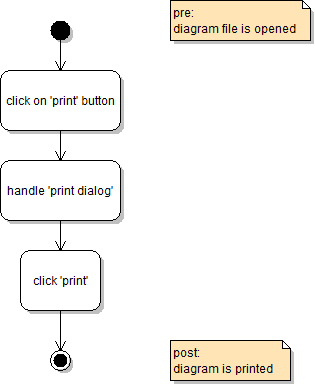 pre:
diagram file is opened
click on 'print' button
handle 'print dialog'
click 'print'
post:
diagram is printed